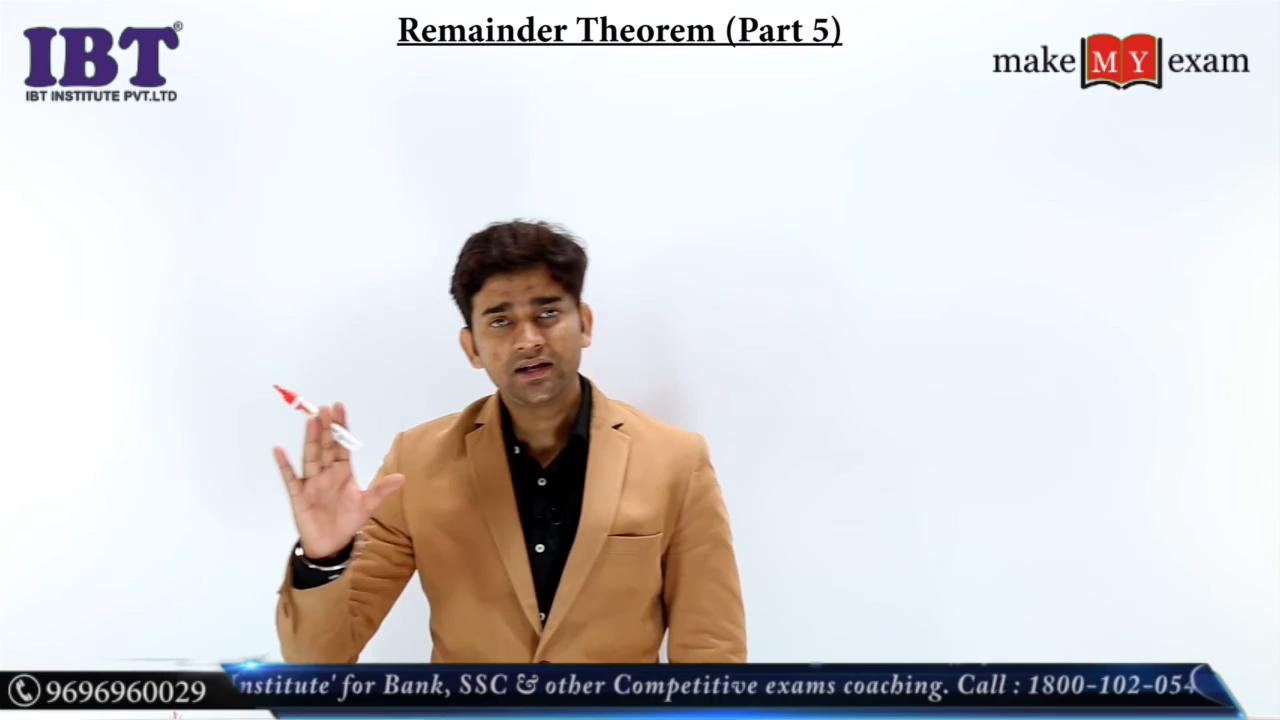 Remainder Theorem (Part 5)
IBT®
IBT INSTITUTE PVT.LTD
make MY exam
9696960029
Institute' for Bank, SSC & other Competitive exams coaching. Call : 1800-102-054